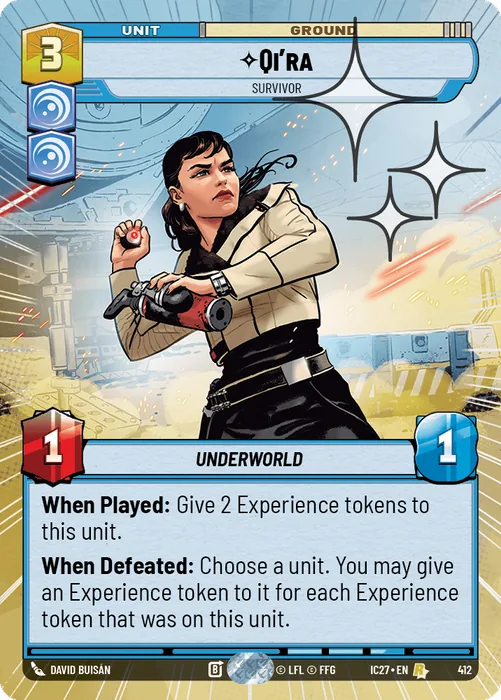 UNIT
GROUND
3
✧QI'RA
SURVIVOR
1
1
UNDERWORLD
When Played: Give 2 Experience tokens to
this unit.
When Defeated: Choose a unit. You may give
an Experience token to it for each Experience
token that was on this unit.
DAVID BUISÁN
B
© LFL © FFG
IC27 • EN
R
412